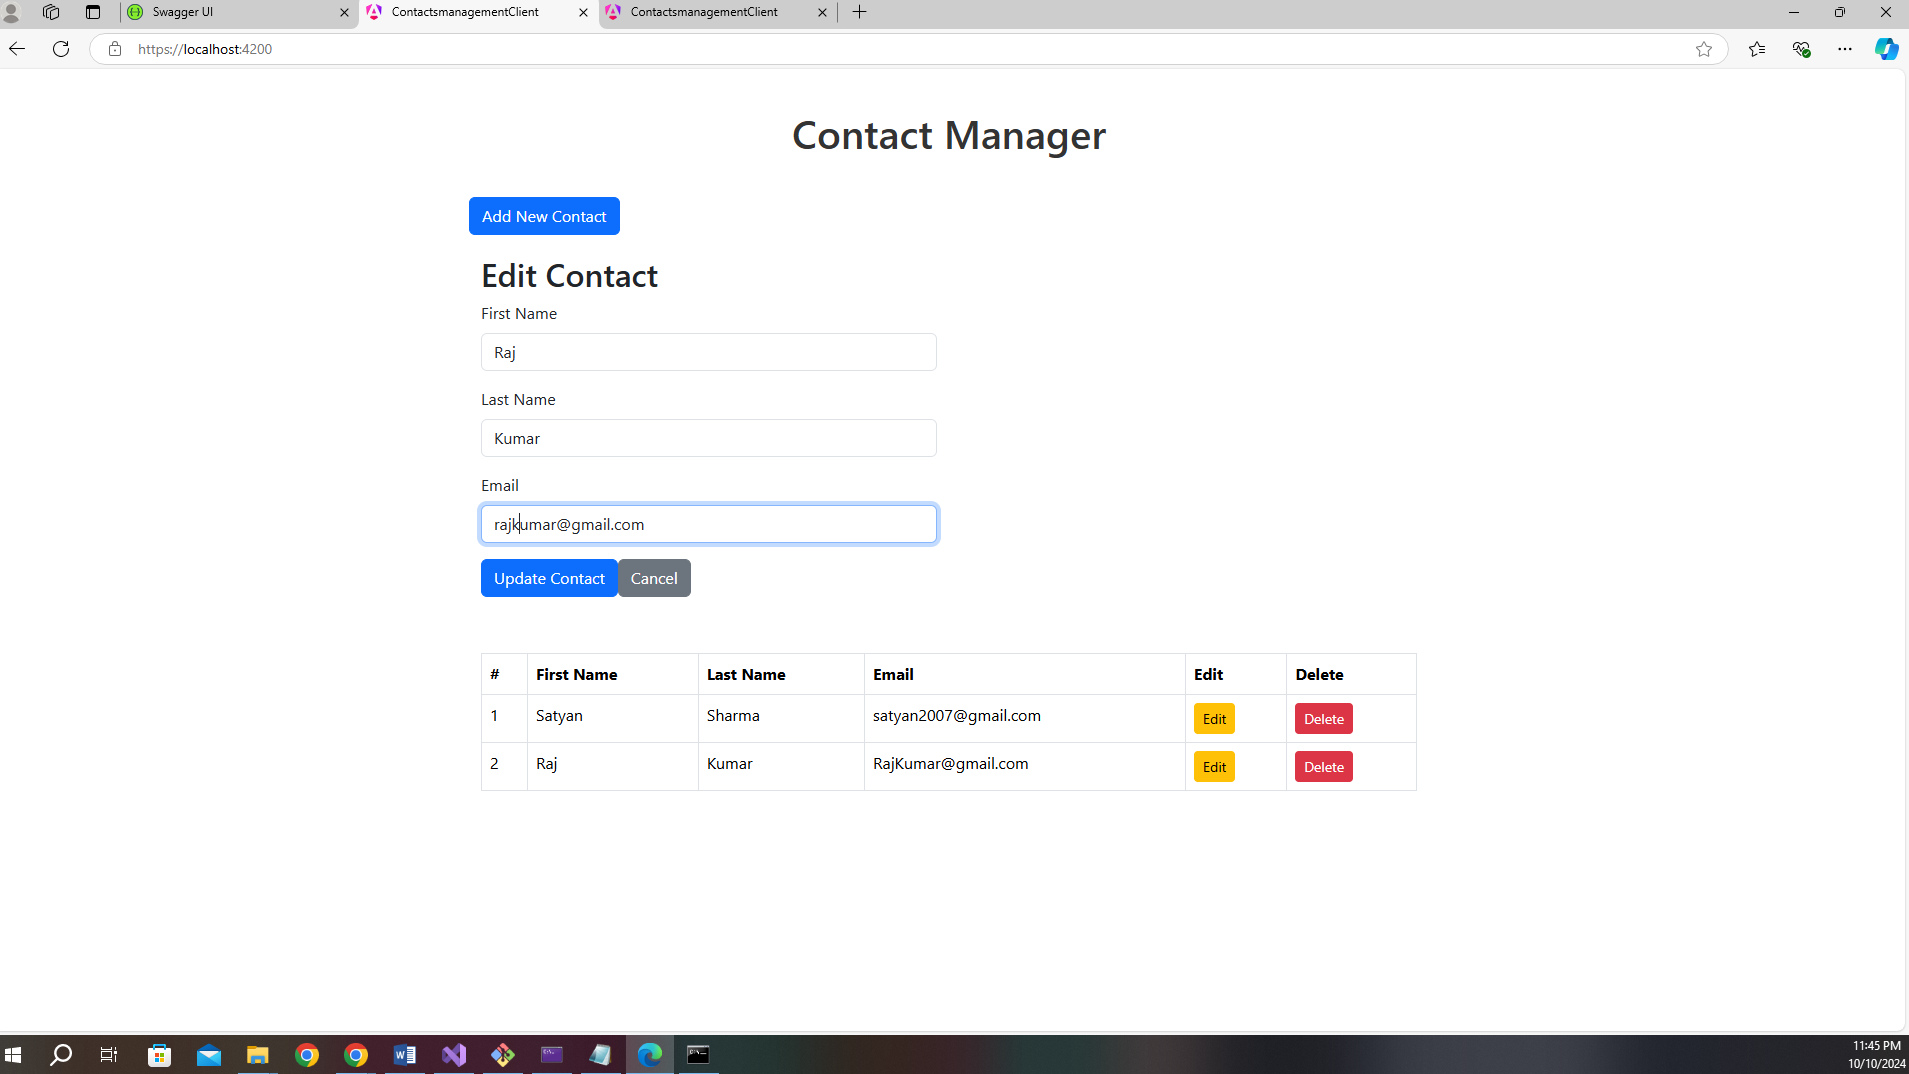 Swagger UI
ContactsmanagementClient
ContactsmanagementClient
https://localhost:4200
Contact Manager
Add New Contact
Edit Contact
First Name
Raj
Last Name
Kumar
Email
rajkumar@gmail.com
Update Contact Cancel
# First Name Last Name Email Edit Delete
1 Satyan Sharma satyan2007@gmail.com Edit Delete
2 Raj Kumar RajKumar@gmail.com Edit Delete
11:45 PM
10/10/2024